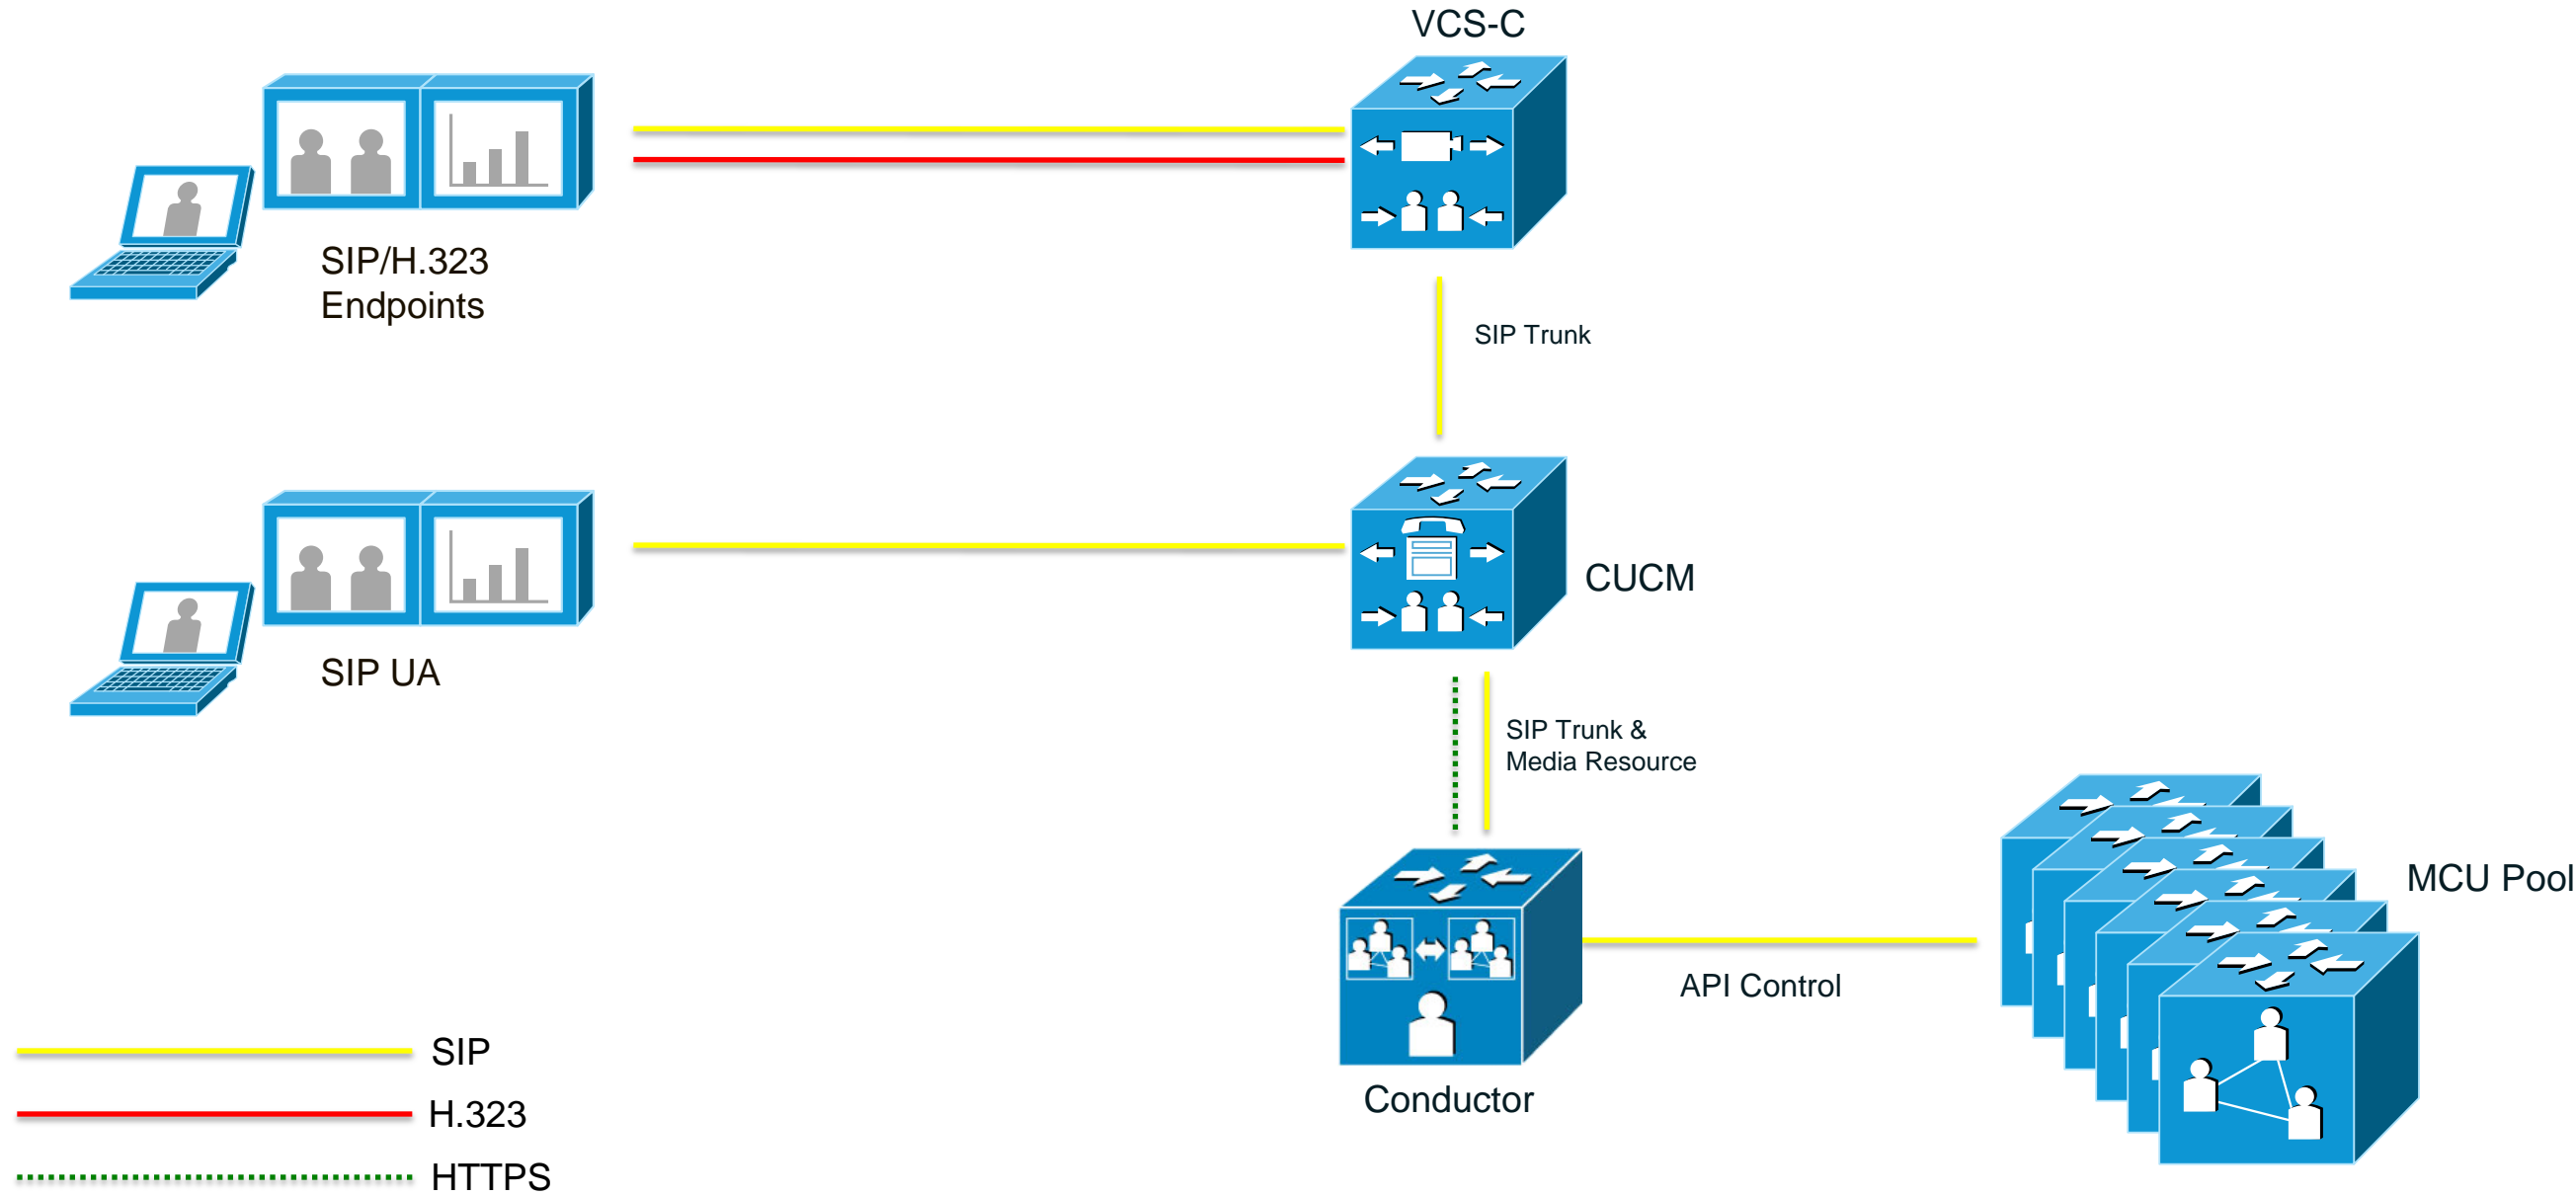 VCS-C
SIP/H.323
Endpoints
SIP Trunk
CUCM
SIP UA
SIP Trunk &
Media Resource
MCU Pool
API Control
Conductor
SIP
H.323
HTTPS